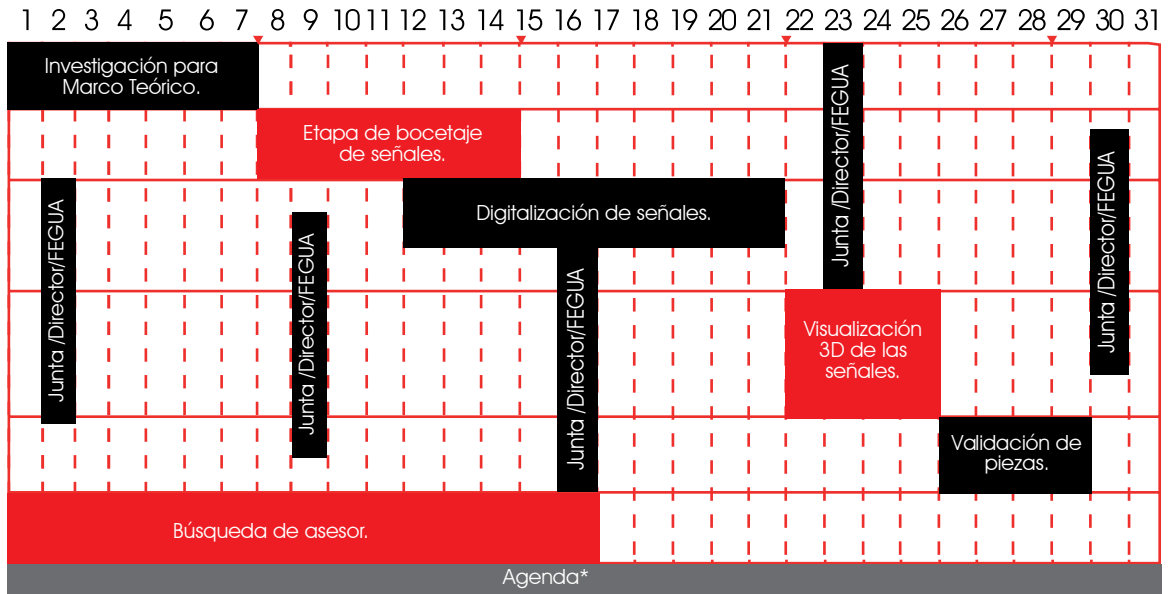 1 2 3 4 5 6 7 8 9 10 11 12 13 14 15 16 17 18 19 20 21 22 23 24 25 26 27 28 29 30 31
Investigación para
Marco Teórico.
Etapa de bocetaje
de señales.
Junta /Director/FEGUA
Junta /Director/FEGUA
Digitalización de señales.
Junta /Director/FEGUA
Junta /Director/FEGUA
Visualización
3D de las
señales.
Junta /Director/FEGUA
Validación de
piezas.
Búsqueda de asesor.
Agenda*